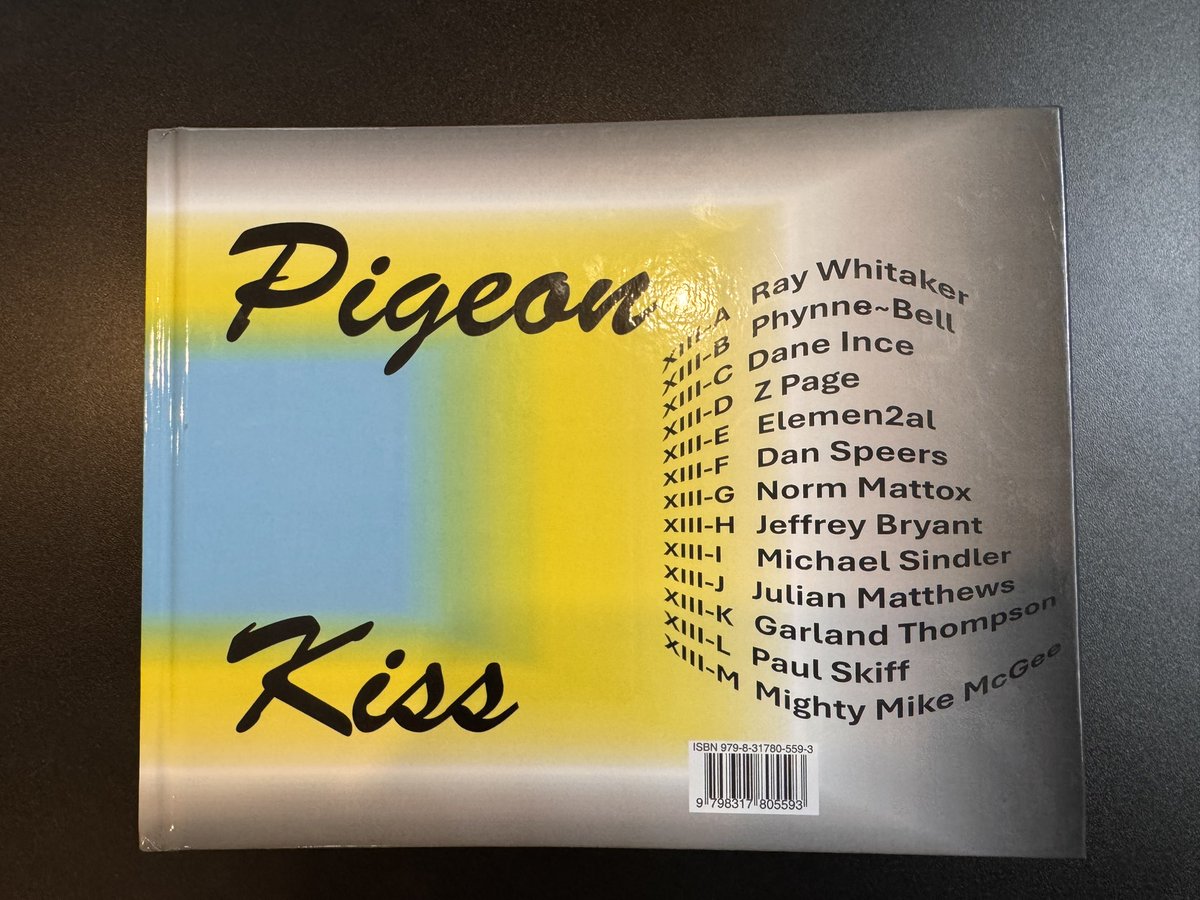 Pigeon
XIII-A Ray Whitaker
XIII-B Phynne~Bell
XIII-C Dane Ince
XIII-D Z Page
XIII-E Elemen2al
XIII-F Dan Speers
XIII-G Norm Mattox
XIII-H Jeffrey Bryant
XIII-I Michael Sindler
XIII-J Julian Matthews
XIII-K Garland Thompson
XIII-L Paul Skiff
XIII-M Mighty Mike McGee
Kiss
ISBN 979-8-31780-559-3
9 798317 805593